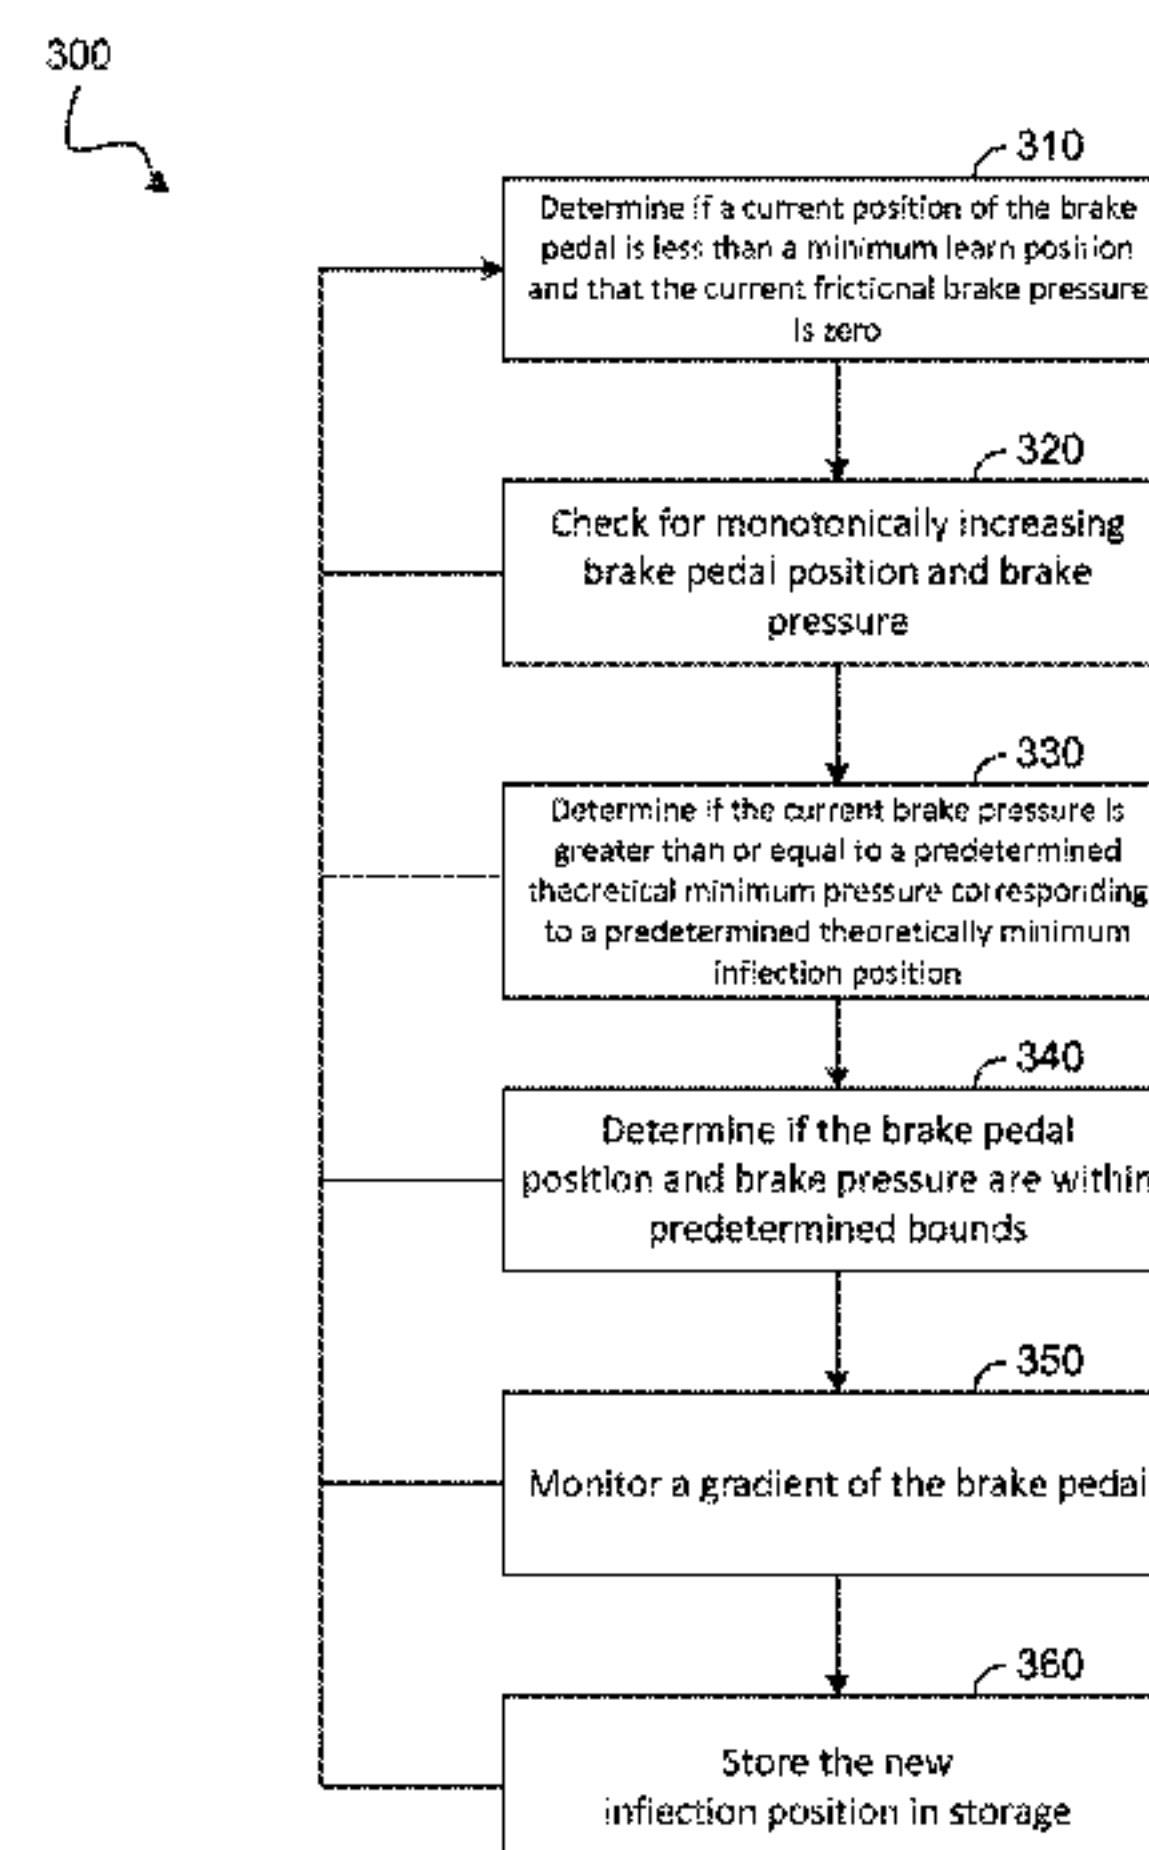 300
310
Determine if a current position of the brake
pedal is less than a minimum learn position
and that the current frictional brake pressure
is zero
320
Check for monotonically increasing
brake pedal position and brake
pressure
330
Determine if the current brake pressure is
greater than or equal to a predetermined
theoretical minimum pressure corresponding
to a predetermined theoretically minimum
inflection position
340
Determine if the brake pedal
position and brake pressure are within
predetermined bounds
350
Monitor a gradient of the brake pedal
360
Store the new
inflection position in storage